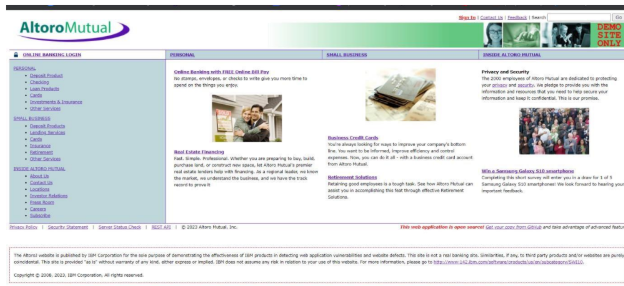 Sign In | Contact Us | Feedback | Search
Go
AltoroMutual
DEMO
SITE
ONLY
ONLINE BANKING LOGIN
PERSONAL
SMALL BUSINESS
INSIDE ALTORO MUTUAL
PERSONAL
Deposit Product
Checking
Loan Products
Cards
Investments & Insurance
Other Services
SMALL BUSINESS
Deposit Products
Lending Services
Cards
Insurance
Retirement
Other Services
INSIDE ALTORO MUTUAL
About Us
Contact Us
Locations
Investor Relations
Press Room
Careers
Subscribe
Online Banking with FREE Online Bill Pay
No stamps, envelopes, or checks to write give you more time to
spend on the things you enjoy.
Real Estate Financing
Fast. Simple. Professional. Whether you are preparing to buy, build,
purchase land, or construct new space, let Altoro Mutual's premier
real estate lenders help with financing. As a regional leader, we know
the market, we understand the business, and we have the track
record to prove it
Business Credit Cards
You're always looking for ways to improve your company's bottom
line. You want to be informed, improve efficiency and control
expenses. Now, you can do it all - with a business credit card account
from Altoro Mutual.
Retirement Solutions
Retaining good employees is a tough task. See how Altoro Mutual can
assist you in accomplishing this feat through effective Retirement
Solutions.
Privacy and Security
The 2000 employees of Altoro Mutual are dedicated to protecting
your privacy and security. We pledge to provide you with the
information and resources that you need to help secure your
information and keep it confidential. This is our promise.
Win a Samsung Galaxy S10 smartphone
Completing this short survey will enter you in a draw for 1 of 5
Samsung Galaxy S10 smartphones! We look forward to hearing your
important feedback.
Privacy Policy | Security Statement | Server Status Check | REST API | © 2023 Altoro Mutual, Inc.
This web application is open source! Get your copy from GitHub and take advantage of advanced featur
The AltoroJ website is published by IBM Corporation for the sole purpose of demonstrating the effectiveness of IBM products in detecting web application vulnerabilities and website defects. This site is not a real banking site. Similarities, if any, to third party products and/or websites are purely
coincidental. This site is provided "as is" without warranty of any kind, either express or implied. IBM does not assume any risk in relation to your use of this website. For more information, please go to
Copyright © 2008, 2023, IBM Corporation, All rights reserved.